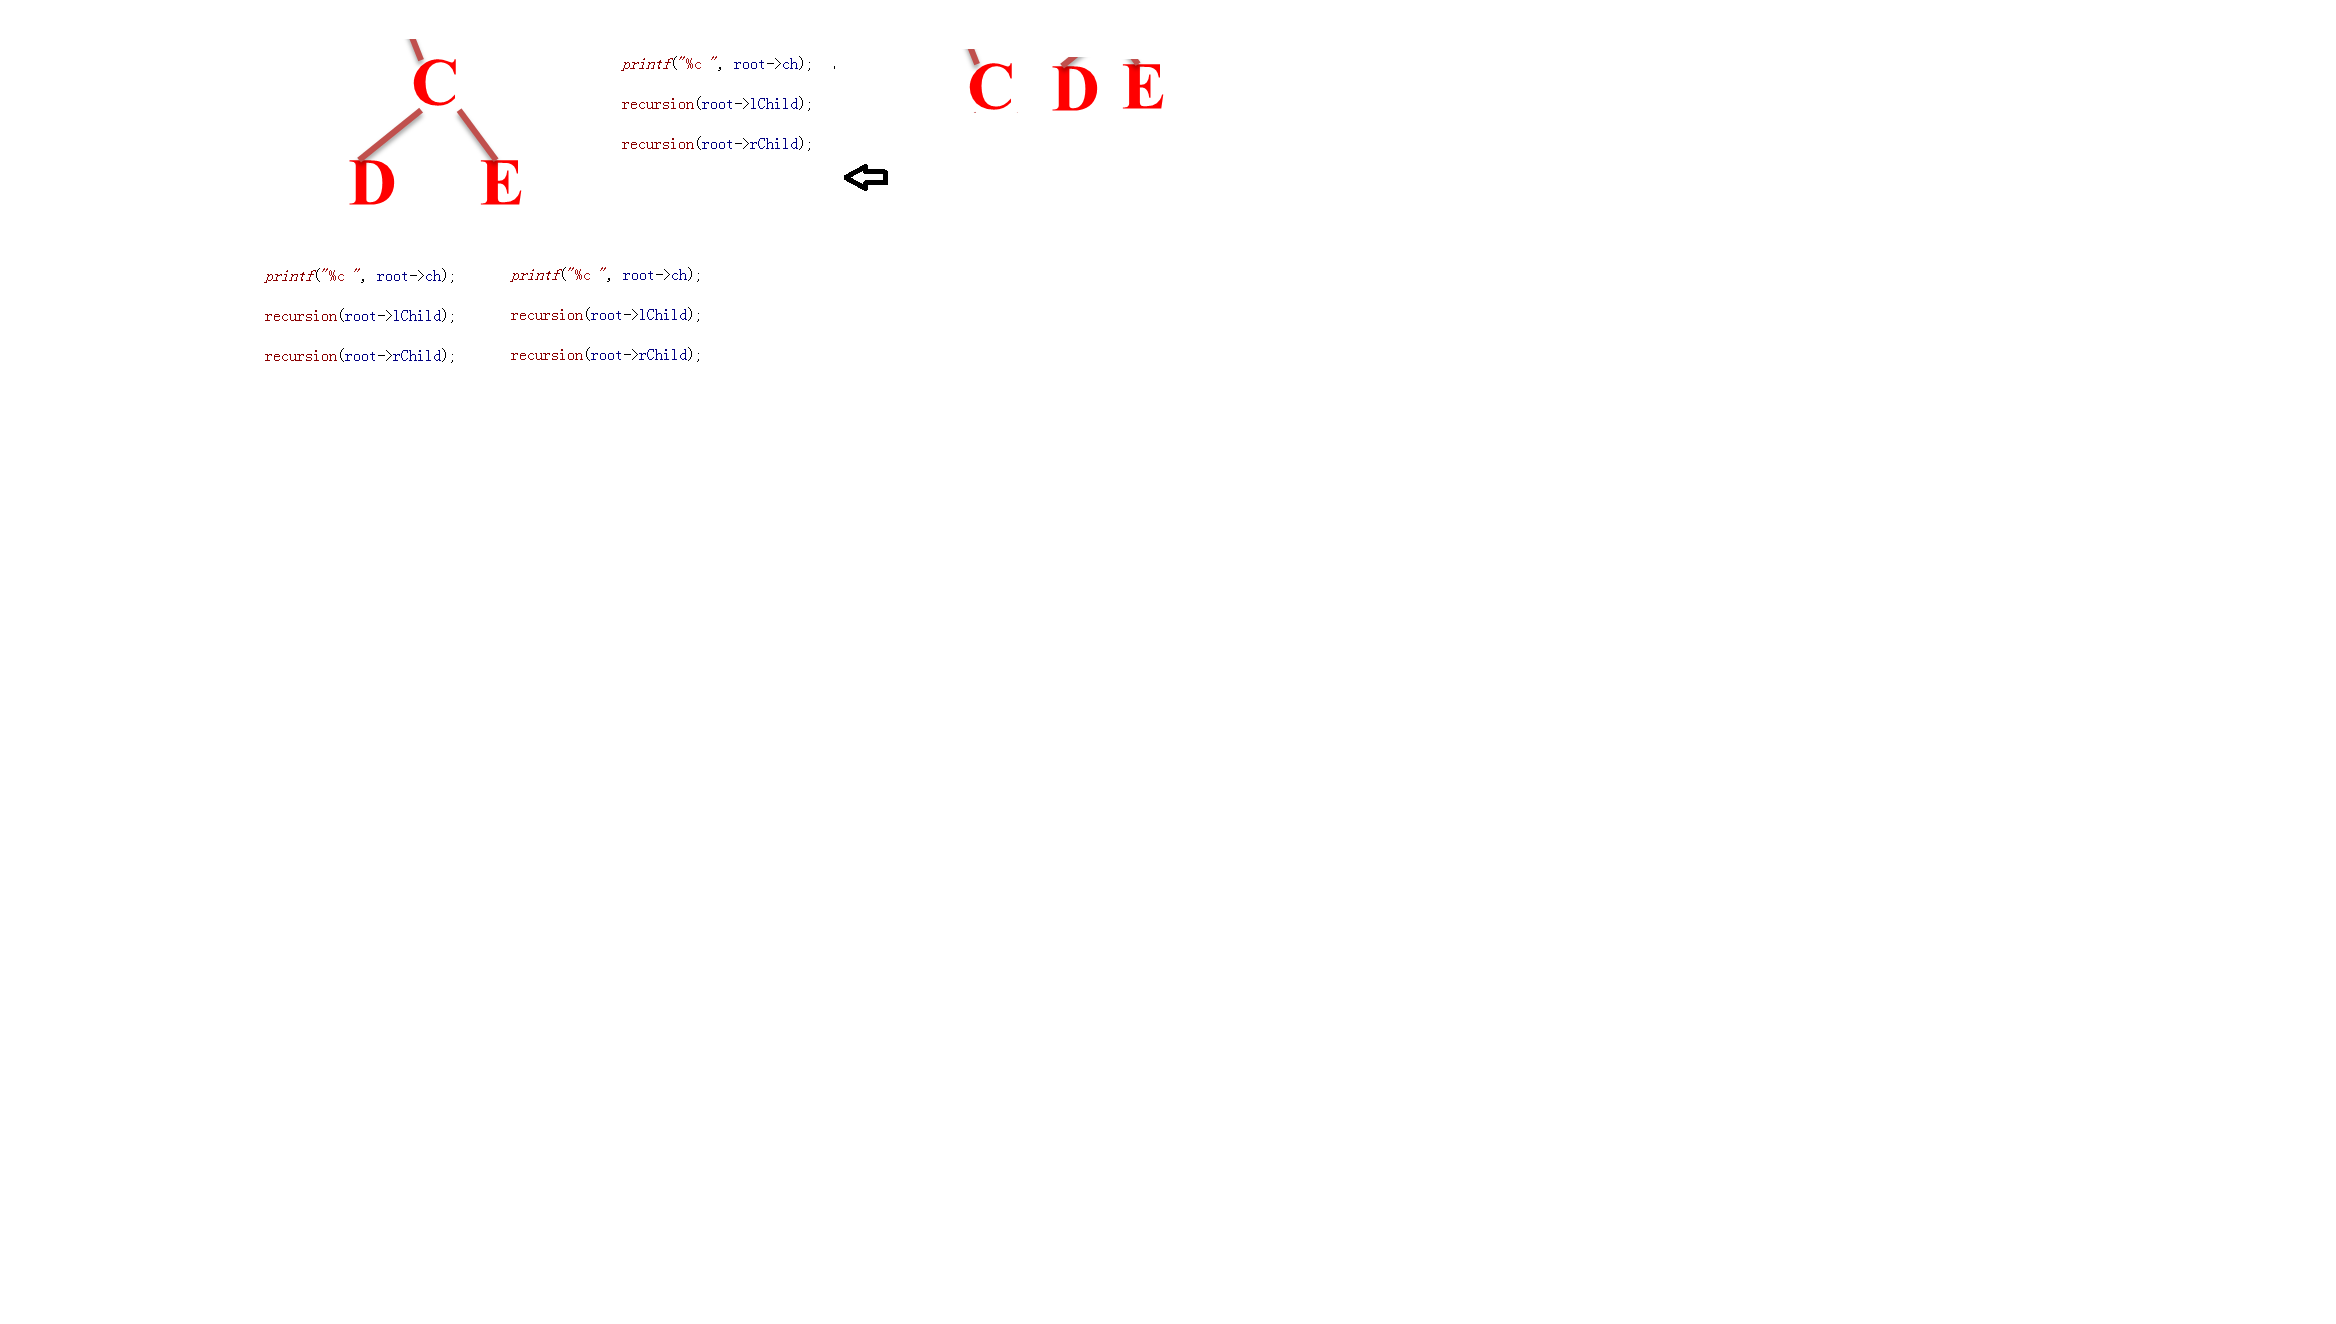 C
D E
printf("%c ", root->ch);
recursion(root->lChild);
recursion(root->rChild);
C D E
printf("%c ", root->ch);
recursion(root->lChild);
recursion(root->rChild);
printf("%c ", root->ch);
recursion(root->lChild);
recursion(root->rChild);